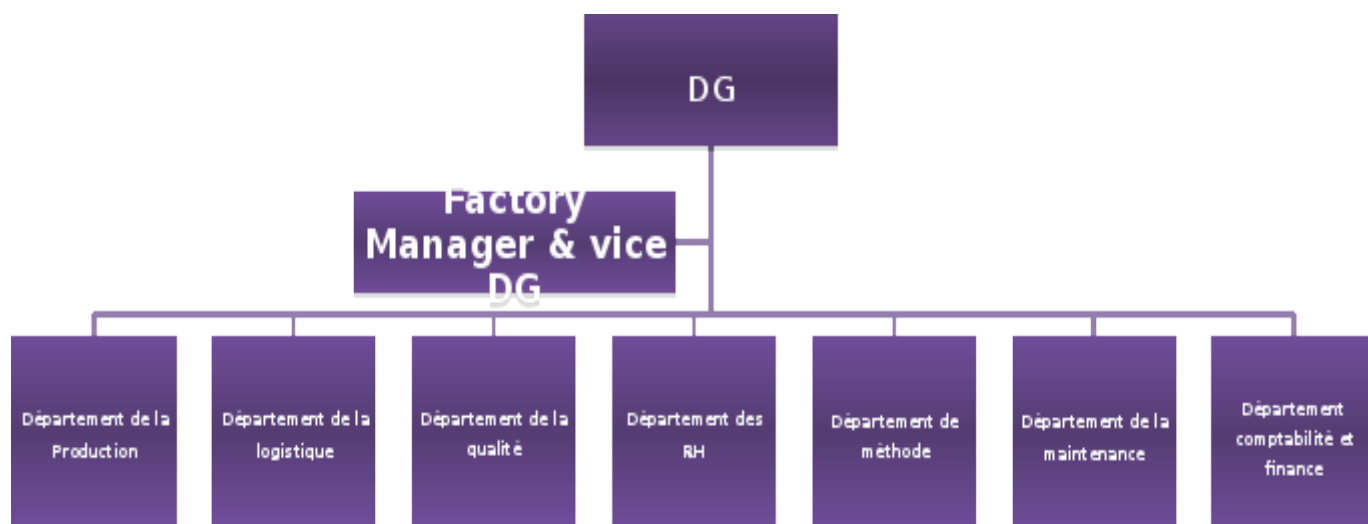 DG
Factory
Manager & vice
DG
Département de la
Production
Département de la
logistique
Département de la
qualité
Département des
RH
Département de
méthode
Département de la
maintenance
Département
comptabilité et
finance